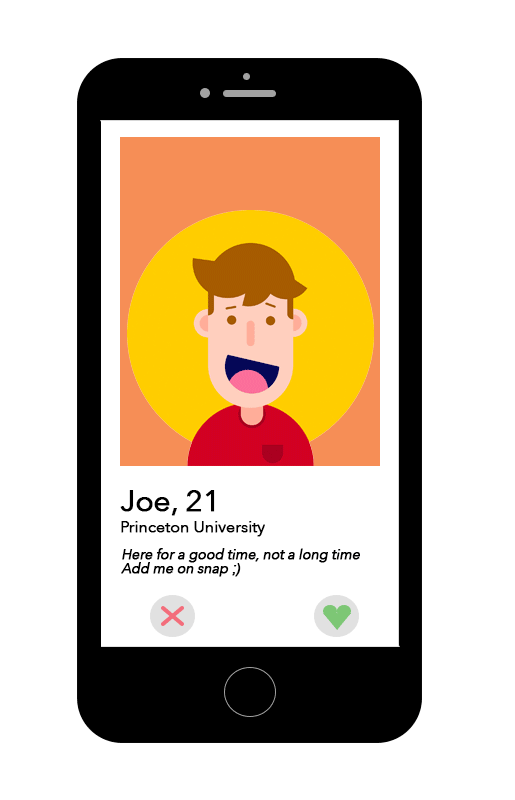 Joe, 21
Princeton University
Here for a good time, not a long time
Add me on snap ;)